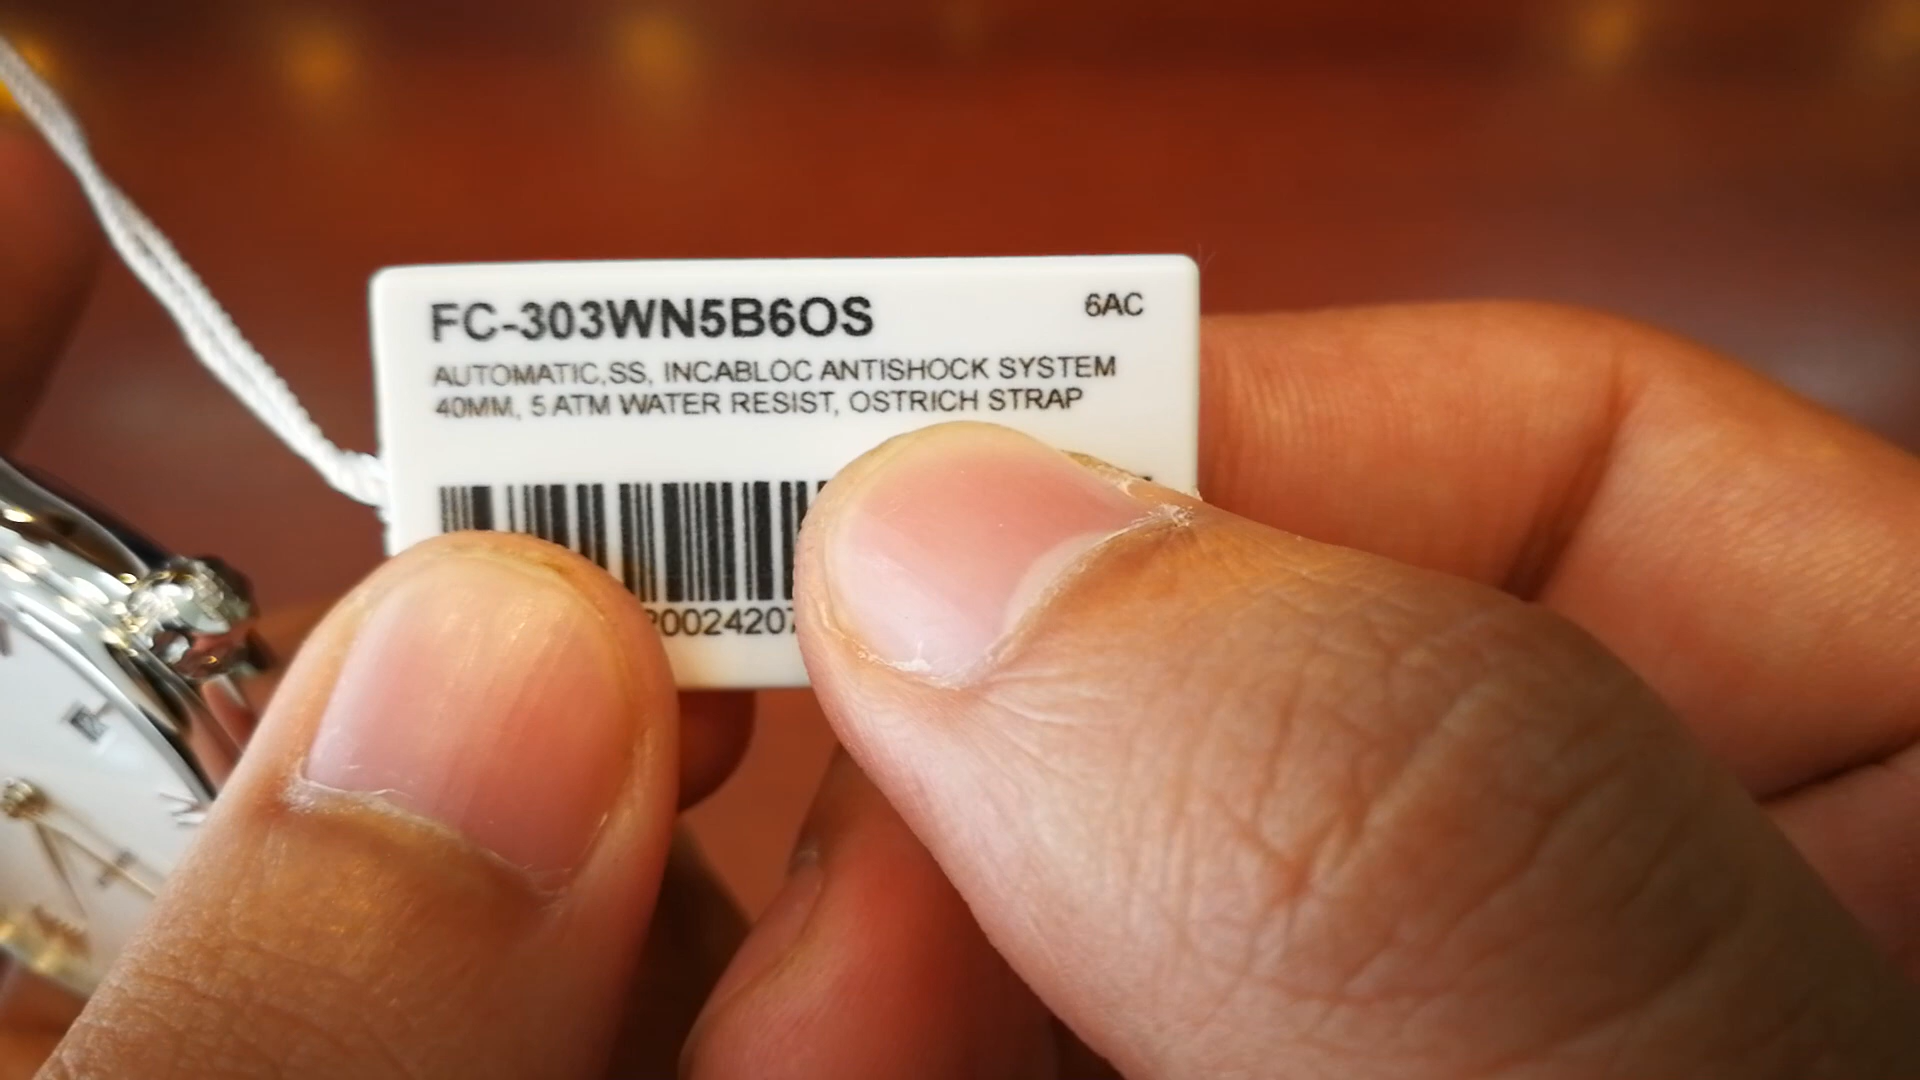 FC-303WN5B6OS 6AC
AUTOMATIC,SS, INCABLOC ANTISHOCK SYSTEM
40MM, 5 ATM WATER RESIST, OSTRICH STRAP